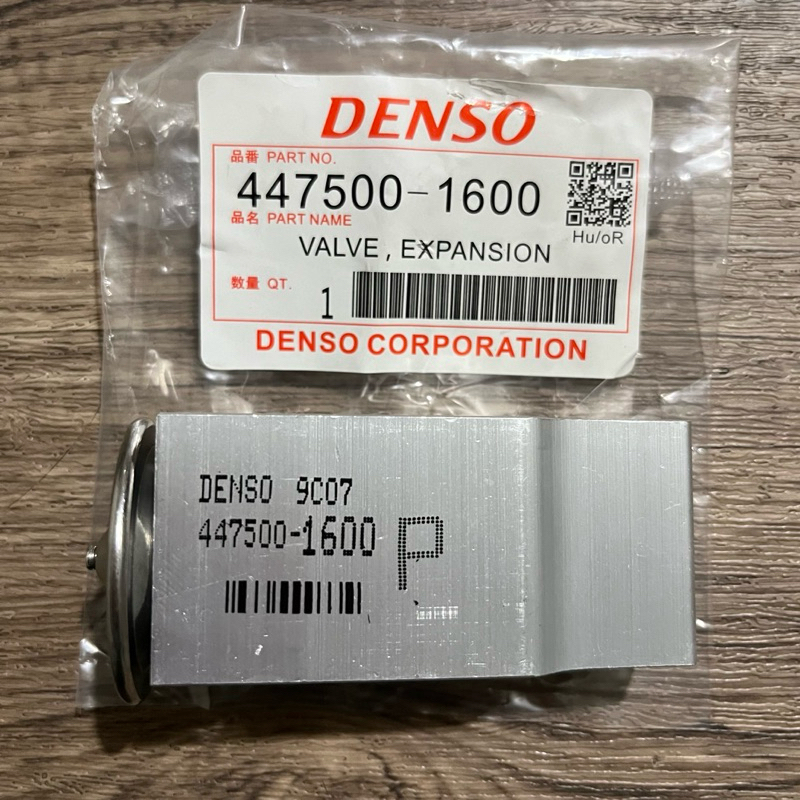 DENSO
品番 PART NO.
447500-1600
品名 PART NAME
VALVE, EXPANSION
Hu/oR
数量 QT.
1
DENSO CORPORATION
DENSO 9C07
447500-1600
P